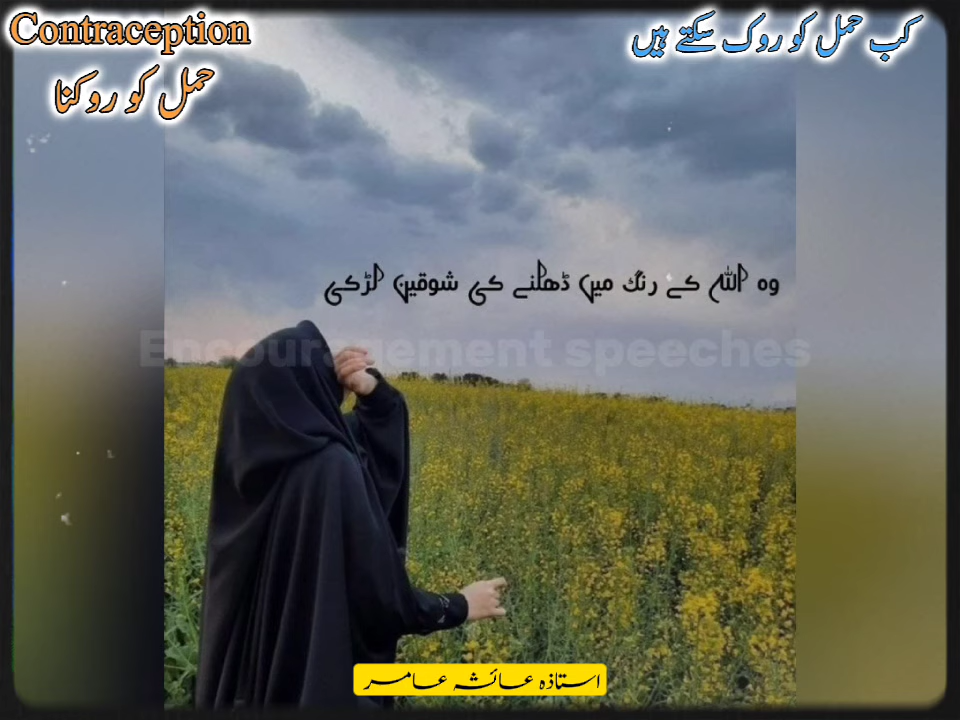 Contraception
حمل کو روکنا
کب حمل کو روک سکتے ہیں
وہ اللہ کے رنگ میں ڈھلنے کی شوقین لڑکی
Encouragement speeches
استاذہ عائشہ عامر